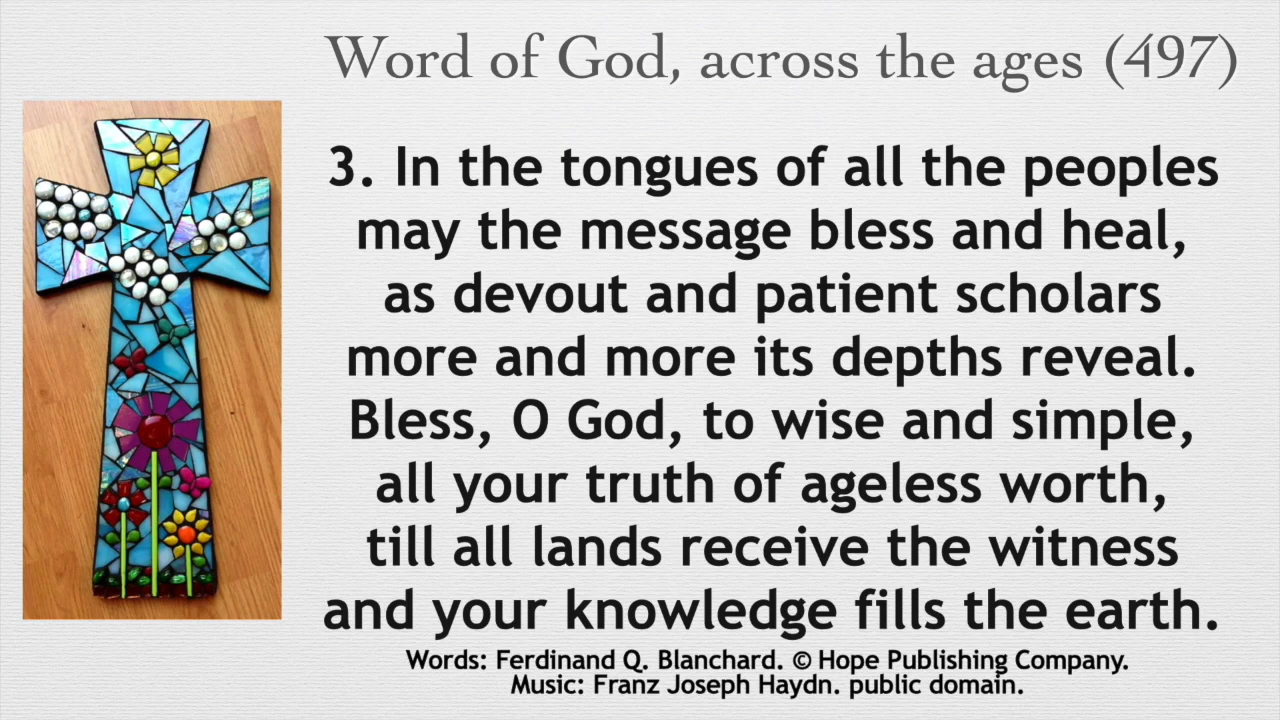 Word of God, across the ages (497)
3. In the tongues of all the peoples
may the message bless and heal,
as devout and patient scholars
more and more its depths reveal.
Bless, O God, to wise and simple,
all your truth of ageless worth,
till all lands receive the witness
and your knowledge fills the earth.
Words: Ferdinand Q. Blanchard. © Hope Publishing Company.
Music: Franz Joseph Haydn. public domain.